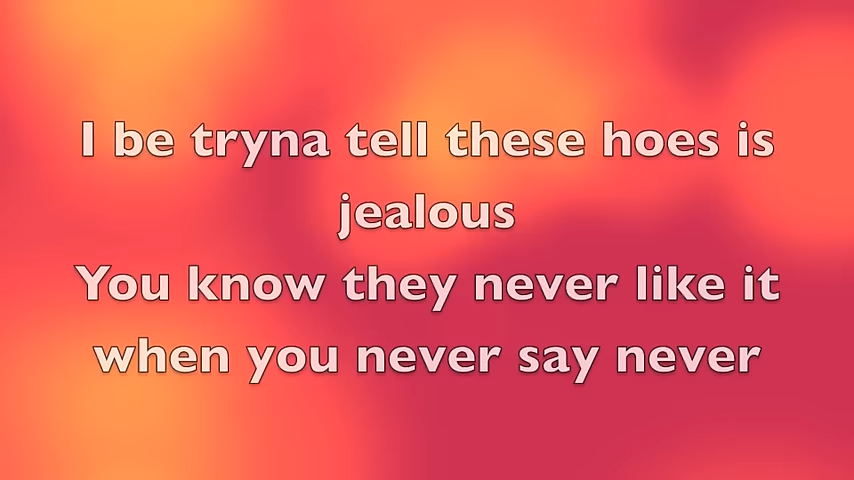 I be tryna tell these hoes is
jealous
You know they never like it
when you never say never